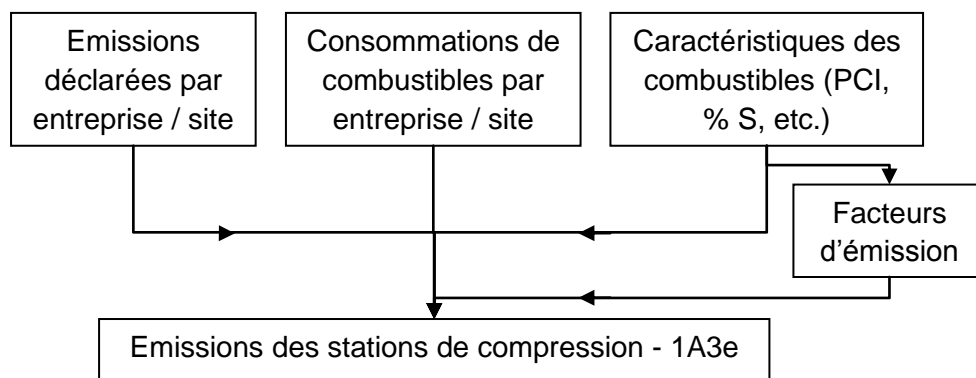 Emissions
déclarées par
entreprise / site
Consommations de
combustibles par
entreprise / site
Caractéristiques des
combustibles (PCI,
% S, etc.)
Facteurs
d’émission
Emissions des stations de compression - 1A3e